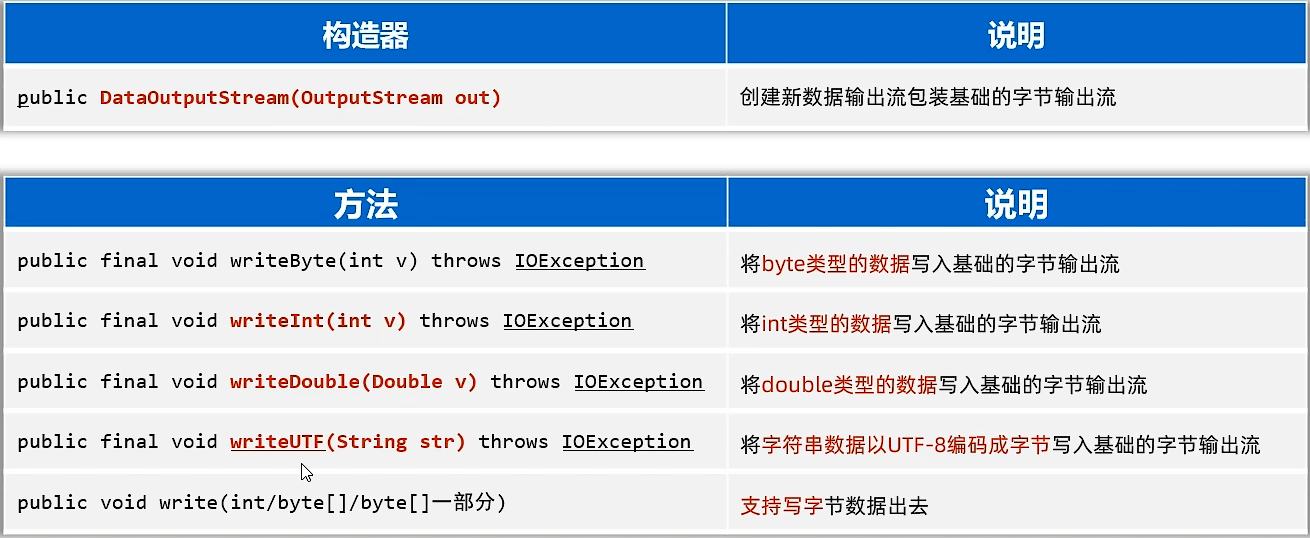 构造器 说明
public DataOutputStream(OutputStream out) 创建新数据输出流包装基础的字节输出流
方法 说明
public final void writeByte(int v) throws IOException 将byte类型的数据写入基础的字节输出流
public final void writeInt(int v) throws IOException 将int类型的数据写入基础的字节输出流
public final void writeDouble(Double v) throws IOException 将double类型的数据写入基础的字节输出流
public final void writeUTF(String str) throws IOException 将字符串数据以UTF-8编码成字节写入基础的字节输出流
public void write(int/byte[]/byte[]一部分) 支持写字节数据出去